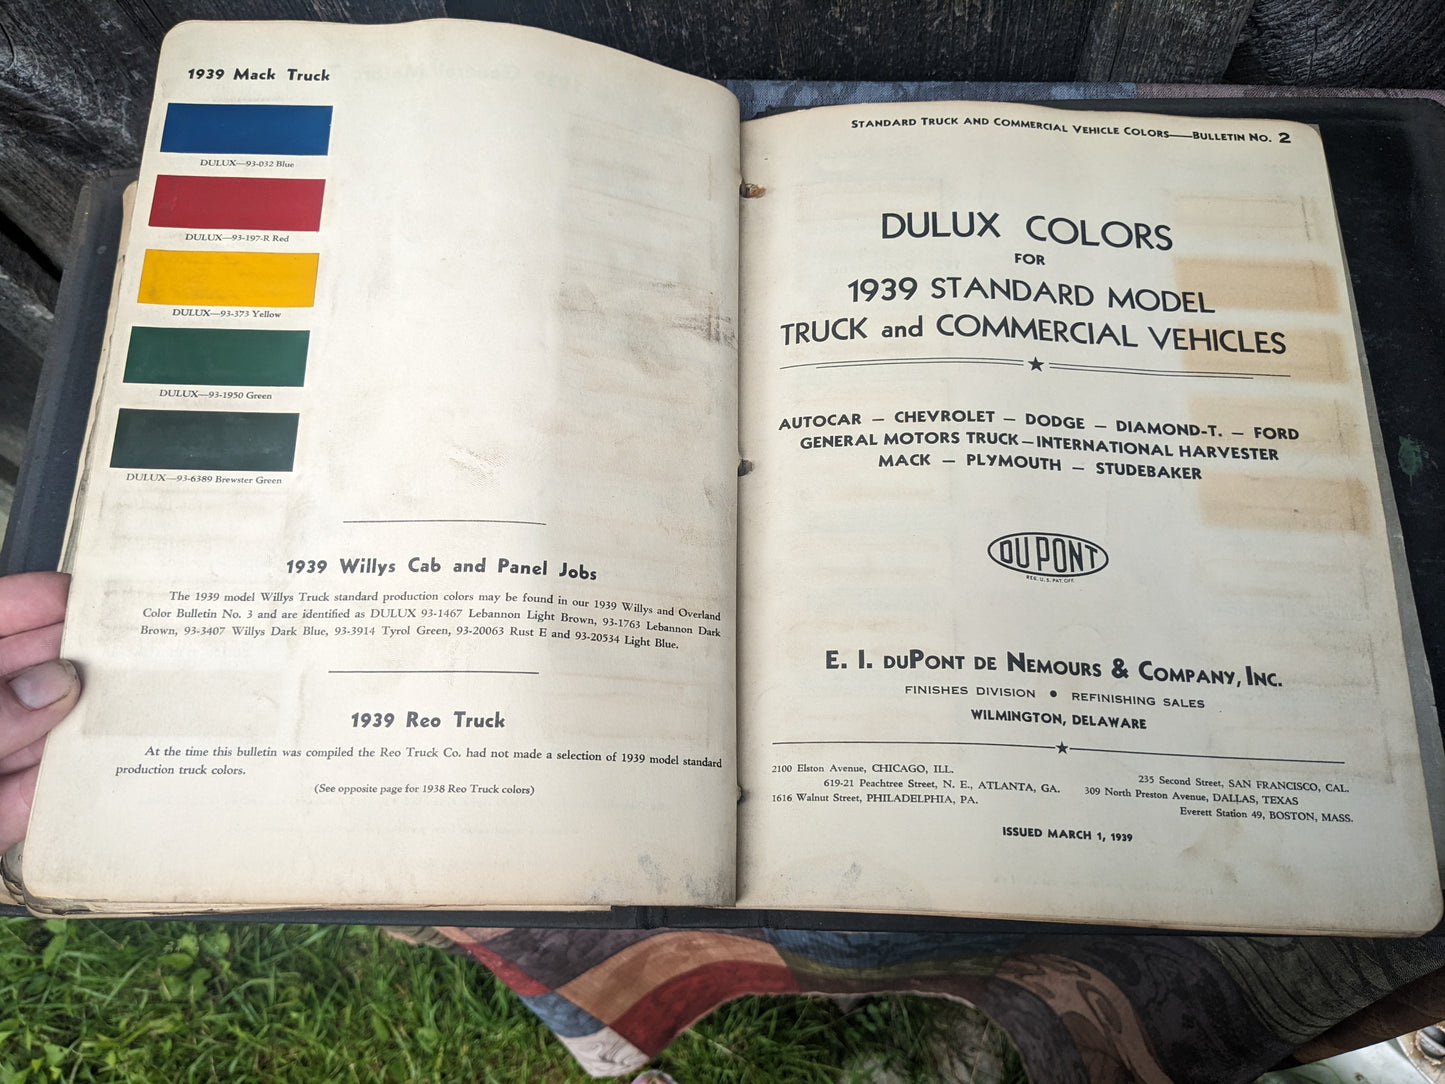 1939 Mack Truck
DULUX—93-032 Blue
DULUX—93-197-R Red
DULUX—93-373 Yellow
DULUX—93-1950 Green
DULUX—93-6389 Brewster Green
1939 Willys Cab and Panel Jobs
The 1939 model Willys Truck standard production colors may be found in our 1939 Willys and Overland
Color Bulletin No. 3 and are identified as DULUX 93-1467 Lebannon Light Brown, 93-1763 Lebannon Dark
Brown, 93-3407 Willys Dark Blue, 93-3914 Tyrol Green, 93-20063 Rust E and 93-20534 Light Blue.
1939 Reo Truck
At the time this bulletin was compiled the Reo Truck Co. had not made a selection of 1939 model standard
production truck colors.
(See opposite page for 1938 Reo Truck colors)
STANDARD TRUCK AND COMMERCIAL VEHICLE COLORS—BULLETIN NO. 2
DULUX COLORS
FOR
1939 STANDARD MODEL
TRUCK and COMMERCIAL VEHICLES
AUTOCAR — CHEVROLET — DODGE — DIAMOND-T. — FORD
GENERAL MOTORS TRUCK — INTERNATIONAL HARVESTER
MACK — PLYMOUTH — STUDEBAKER
DU PONT
REG. U.S. PAT. OFF.
E. I. DUPONT DE NEMOURS & COMPANY, INC.
FINISHES DIVISION • REFINISHING SALES
WILMINGTON, DELAWARE
2100 Elston Avenue, CHICAGO, ILL.
235 Second Street, SAN FRANCISCO, CAL.
619-21 Peachtree Street, N. E., ATLANTA, GA.
309 North Preston Avenue, DALLAS, TEXAS
1616 Walnut Street, PHILADELPHIA, PA.
Everett Station 49, BOSTON, MASS.
ISSUED MARCH 1, 1939